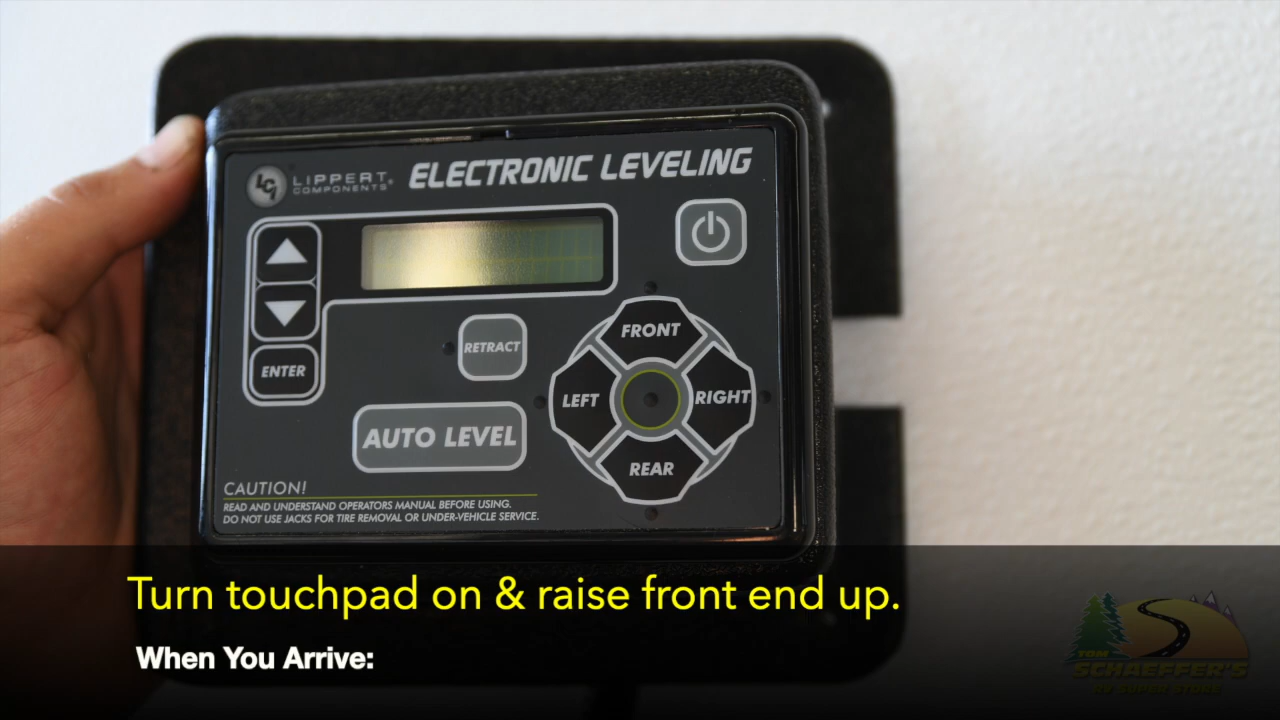 LCI
LIPPERT
COMPONENTS®
ELECTRONIC LEVELING
FRONT
RETRACT
ENTER
LEFT
RIGHT
AUTO LEVEL
REAR
CAUTION!
READ AND UNDERSTAND OPERATORS MANUAL BEFORE USING.
DO NOT USE JACKS FOR TIRE REMOVAL OR UNDER-VEHICLE SERVICE.
Turn touchpad on & raise front end up.
When You Arrive:
TOM
SCHAEFFER'S
RV SUPER STORE